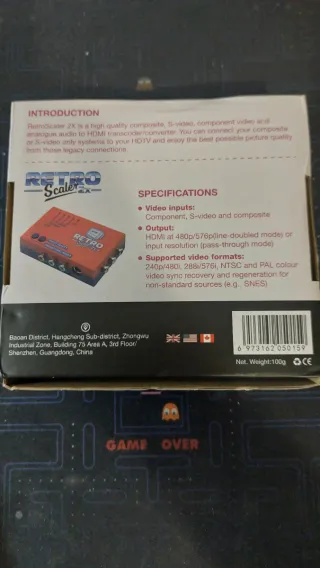 INTRODUCTION
RetroScaler 2X is a high quality composite, S-video, component video and
analogue audio to HDMI transcoder/converter. You can connect your composite
or S-video only systems to your HDTV and enjoy the best possible picture quality
from those legacy connections.
RETRO
Scaler 2X
SPECIFICATIONS
• Video inputs:
Component, S-video and composite
• Output:
HDMI at 480p/576p(line-doubled mode) or
input resolution (pass-through mode)
• Supported video formats:
240p/480i, 288i/576i, NTSC and PAL colour
video sync recovery and regeneration for
non-standard sources (e.g., SNES)
RETRO
Baoen District, Hangcheng Sub-district, Zhongwu
Industrial Zone, Building 75 Area A, 3rd Floor/
Shenzhen, Guangdong, China
6 973162 050159
Nat. Weight:100g
CE
GAME OVER